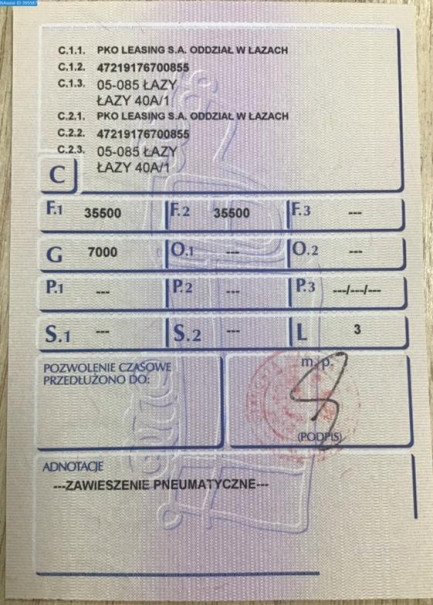 C.1.1. PKO LEASING S.A. ODDZIAŁ W ŁAZACH
C.1.2. 47219176700855
C.1.3. 05-085 ŁAZY
ŁAZY 40A/1
C.2.1. PKO LEASING S.A. ODDZIAŁ W ŁAZACH
C.2.2. 47219176700855
C.2.3. 05-085 ŁAZY
ŁAZY 40A/1
C
F.1 35500 F.2 35500 F.3 ---
G 7000 O.1 --- O.2 ---
P.1 --- P.2 --- P.3 ---/---/---
S.1 --- S.2 --- L 3
POZWOLENIE CZASOWE
PRZEDŁUŻONO DO:
m. p.
(PODPIS)
ADNOTACJE
---ZAWIESZENIE PNEUMATYCZNE---